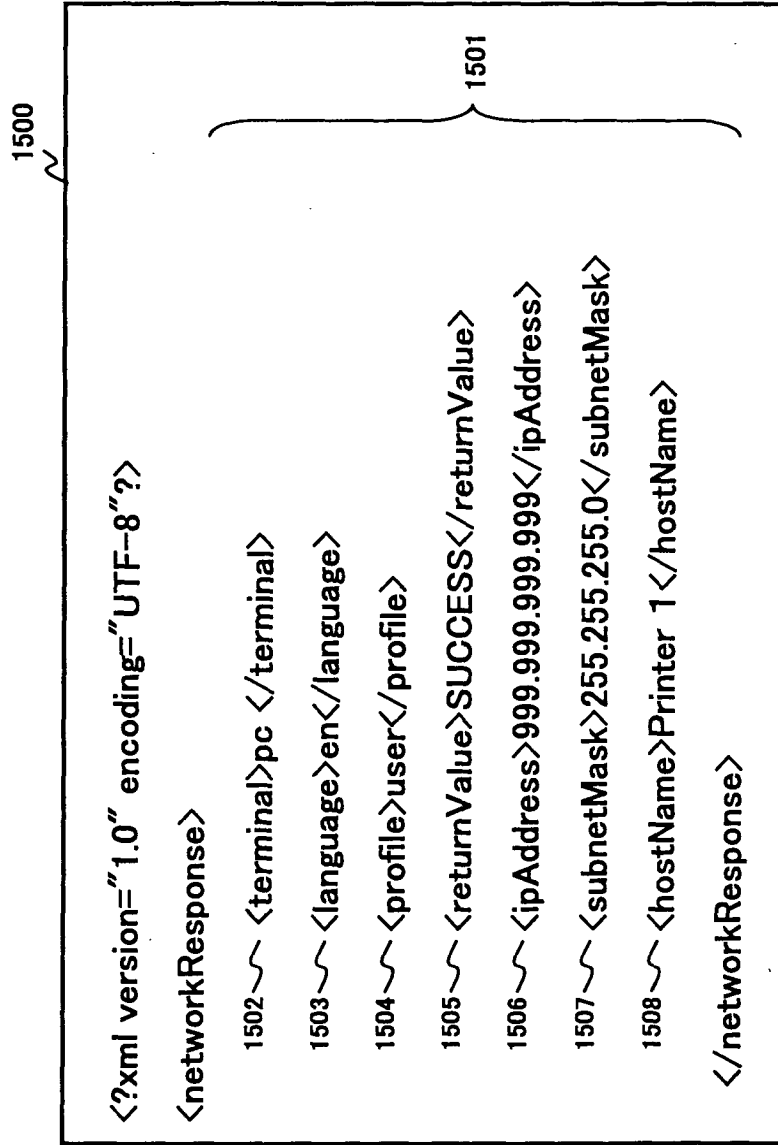 1500
<?xml version="1.0" encoding="UTF-8"?>
<networkResponse>
1502 <terminal>pc </terminal>
1503 <language>en</language>
1504 <profile>user</profile>
1505 <returnValue>SUCCESS</returnValue>
1506 <ipAddress>999.999.999.999</ipAddress>
1507 <subnetMask>255.255.255.0</subnetMask>
1508 <hostName>Printer 1</hostName>
</networkResponse>
1501